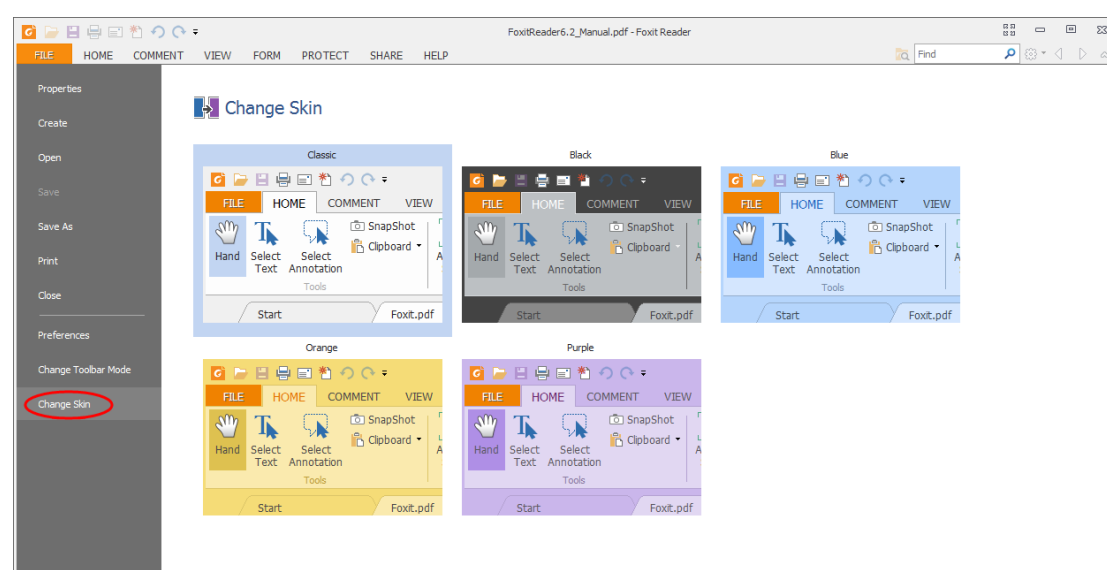 FoxitReader6.2_Manual.pdf - Foxit Reader
FILE HOME COMMENT VIEW FORM PROTECT SHARE HELP
Find
Properties
Create
Open
Save
Save As
Print
Close
Preferences
Change Toolbar Mode
Change Skin
Change Skin
Classic
FILE HOME COMMENT VIEW
Hand
Select Text
Select Annotation
SnapShot
Clipboard
A
Tools
Start
Foxit.pdf
Black
FILE HOME COMMENT VIEW
Hand
Select Text
Select Annotation
SnapShot
Clipboard
A
Tools
Start
Foxit.pdf
Blue
FILE HOME COMMENT VIEW
Hand
Select Text
Select Annotation
SnapShot
Clipboard
A
Tools
Start
Foxit.pdf
Orange
FILE HOME COMMENT VIEW
Hand
Select Text
Select Annotation
SnapShot
Clipboard
A
Tools
Start
Foxit.pdf
Purple
FILE HOME COMMENT VIEW
Hand
Select Text
Select Annotation
SnapShot
Clipboard
A
Tools
Start
Foxit.pdf